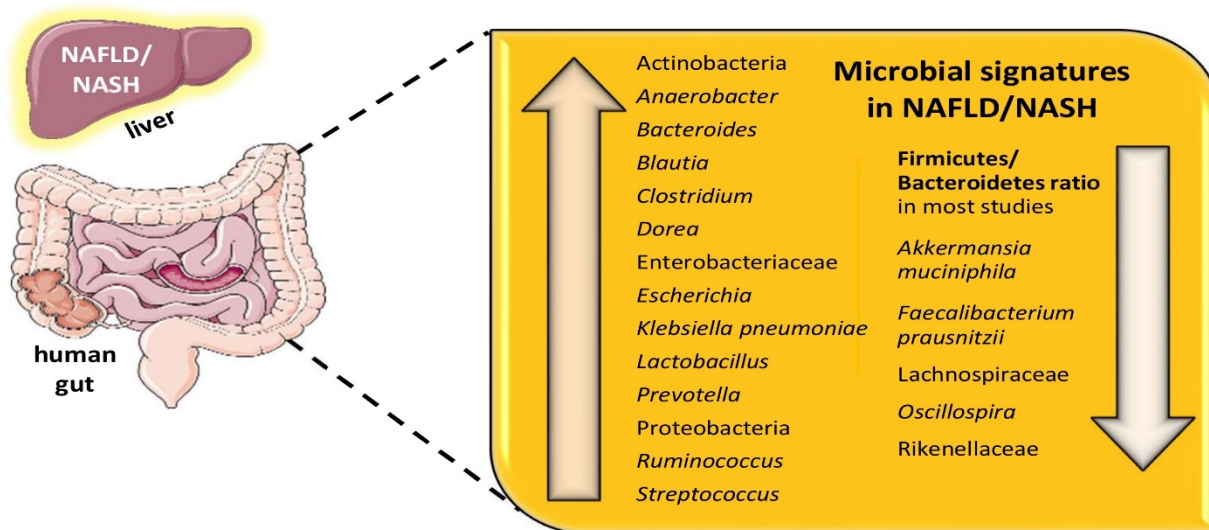 NAFLD/
NASH
liver
human
gut
Actinobacteria
Anaerobacter
Bacteroides
Blautia
Clostridium
Dorea
Enterobacteriaceae
Escherichia
Klebsiella pneumoniae
Lactobacillus
Prevotella
Proteobacteria
Ruminococcus
Streptococcus
Microbial signatures
in NAFLD/NASH
Firmicutes/
Bacteroidetes ratio
in most studies
Akkermansia
muciniphila
Faecalibacterium
prausnitzii
Lachnospiraceae
Oscillospira
Rikenellaceae